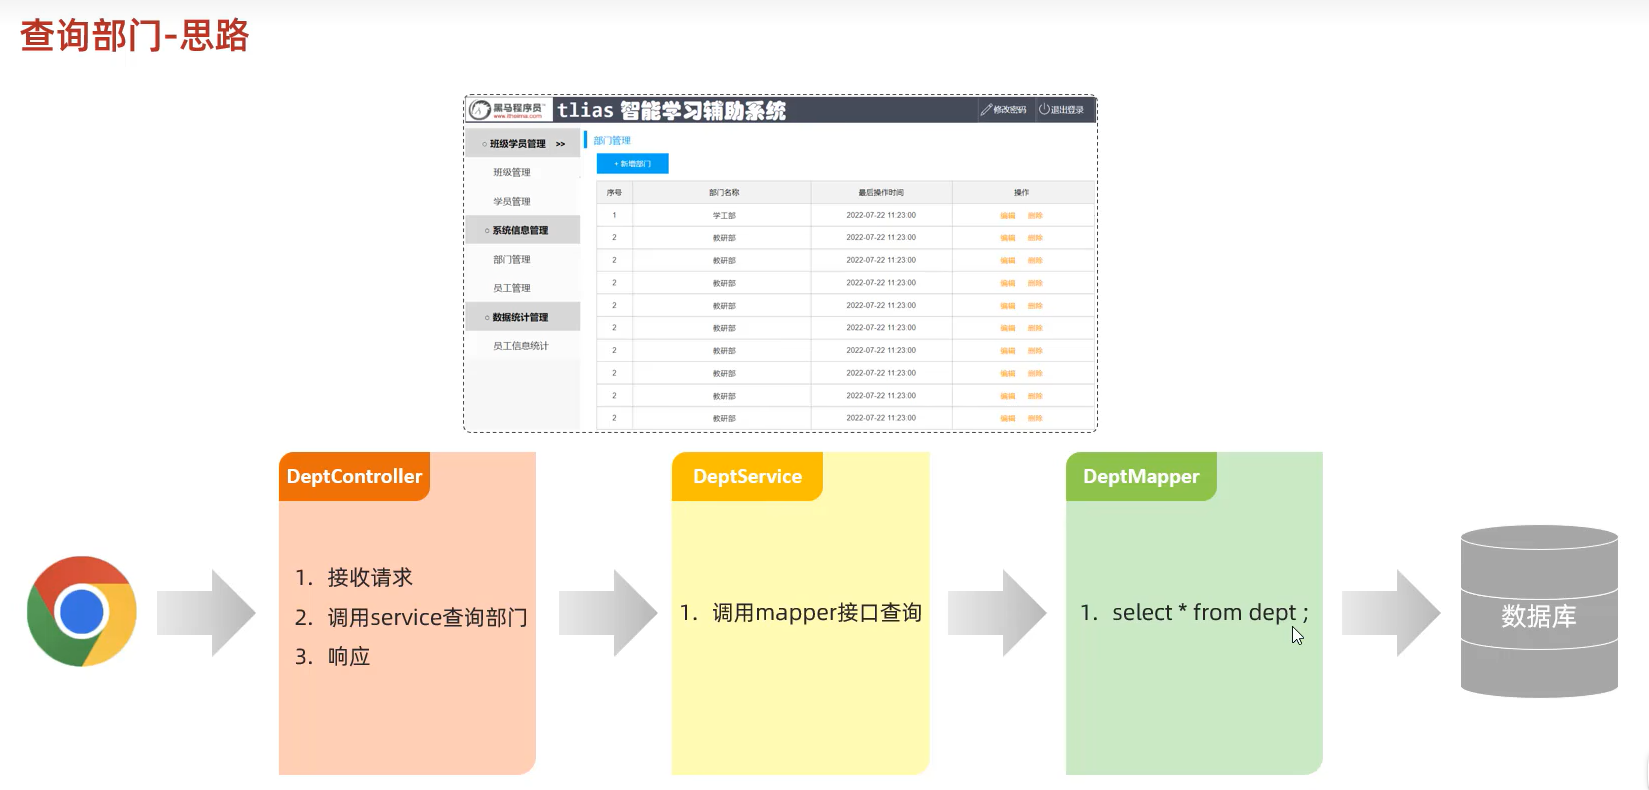 查询部门-思路
黑马程序员
www.itheima.com
tlias 智能学习辅助系统
修改密码
退出登录
班级学员管理 >>
班级管理
学员管理
系统信息管理
部门管理
员工管理
数据统计管理
员工信息统计
部门管理
+ 新增部门
序号 部门名称 最后操作时间 操作
1 学工部 2022-07-22 11:23:00 编辑 删除
2 教研部 2022-07-22 11:23:00 编辑 删除
2 教研部 2022-07-22 11:23:00 编辑 删除
2 教研部 2022-07-22 11:23:00 编辑 删除
2 教研部 2022-07-22 11:23:00 编辑 删除
2 教研部 2022-07-22 11:23:00 编辑 删除
2 教研部 2022-07-22 11:23:00 编辑 删除
2 教研部 2022-07-22 11:23:00 编辑 删除
2 教研部 2022-07-22 11:23:00 编辑 删除
2 教研部 2022-07-22 11:23:00 编辑 删除
DeptController
1. 接收请求
2. 调用service查询部门
3. 响应
DeptService
1. 调用mapper接口查询
DeptMapper
1. select * from dept ;
数据库